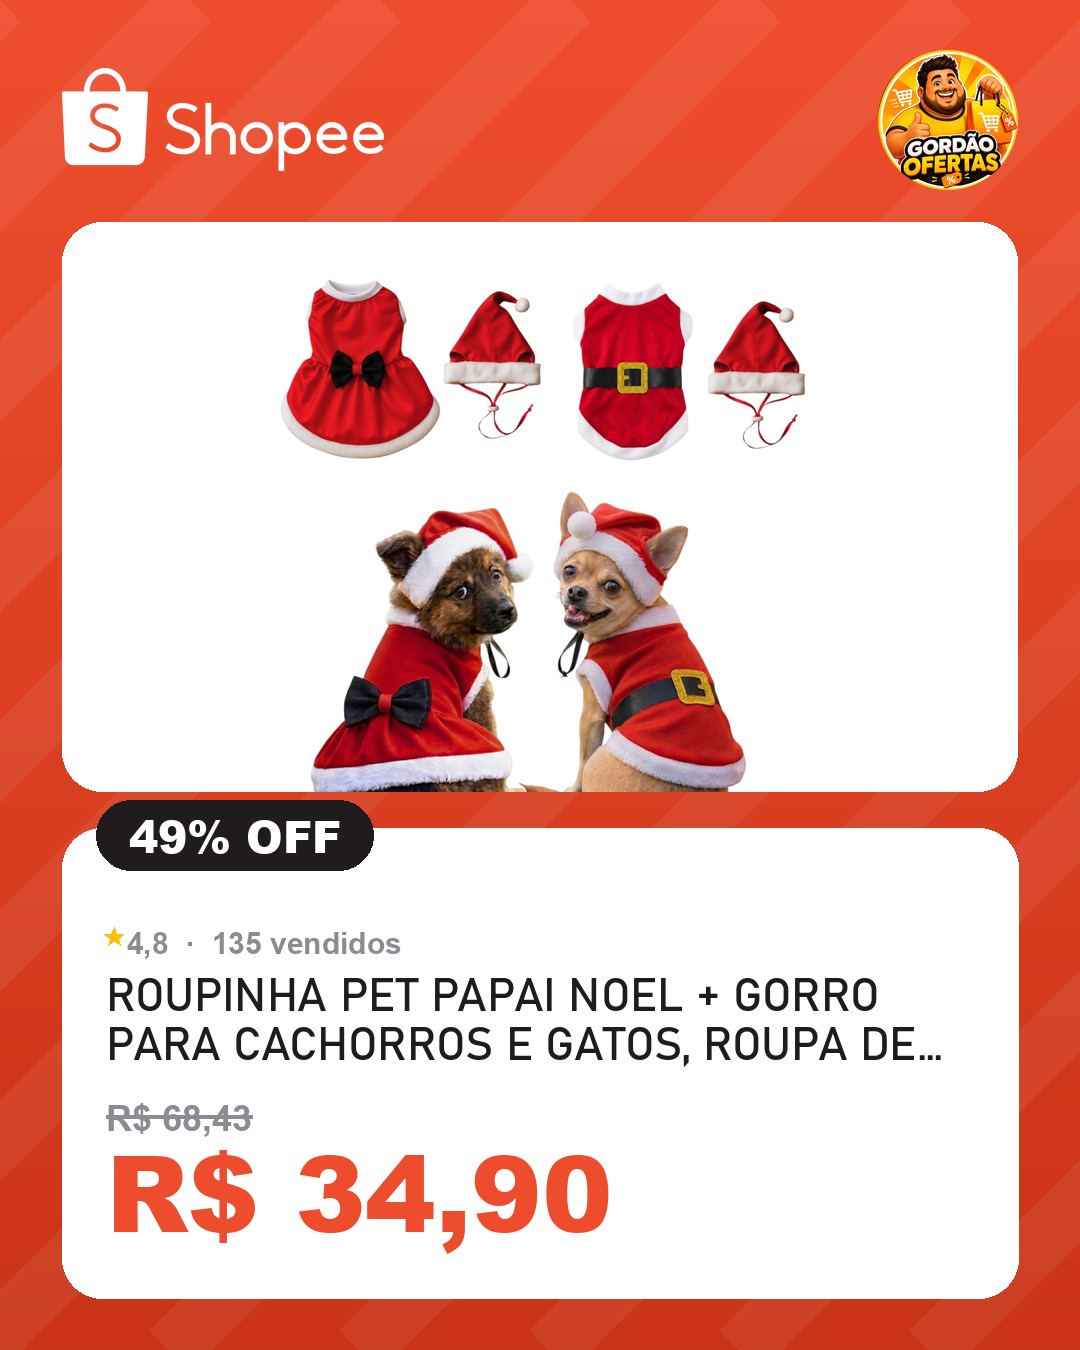 S Shopee
GORDÃO
OFERTAS
%
%
49% OFF
4,8 · 135 vendidos
ROUPINHA PET PAPAI NOEL + GORRO
PARA CACHORROS E GATOS, ROUPA DE...
R$ 68,43
R$ 34,90